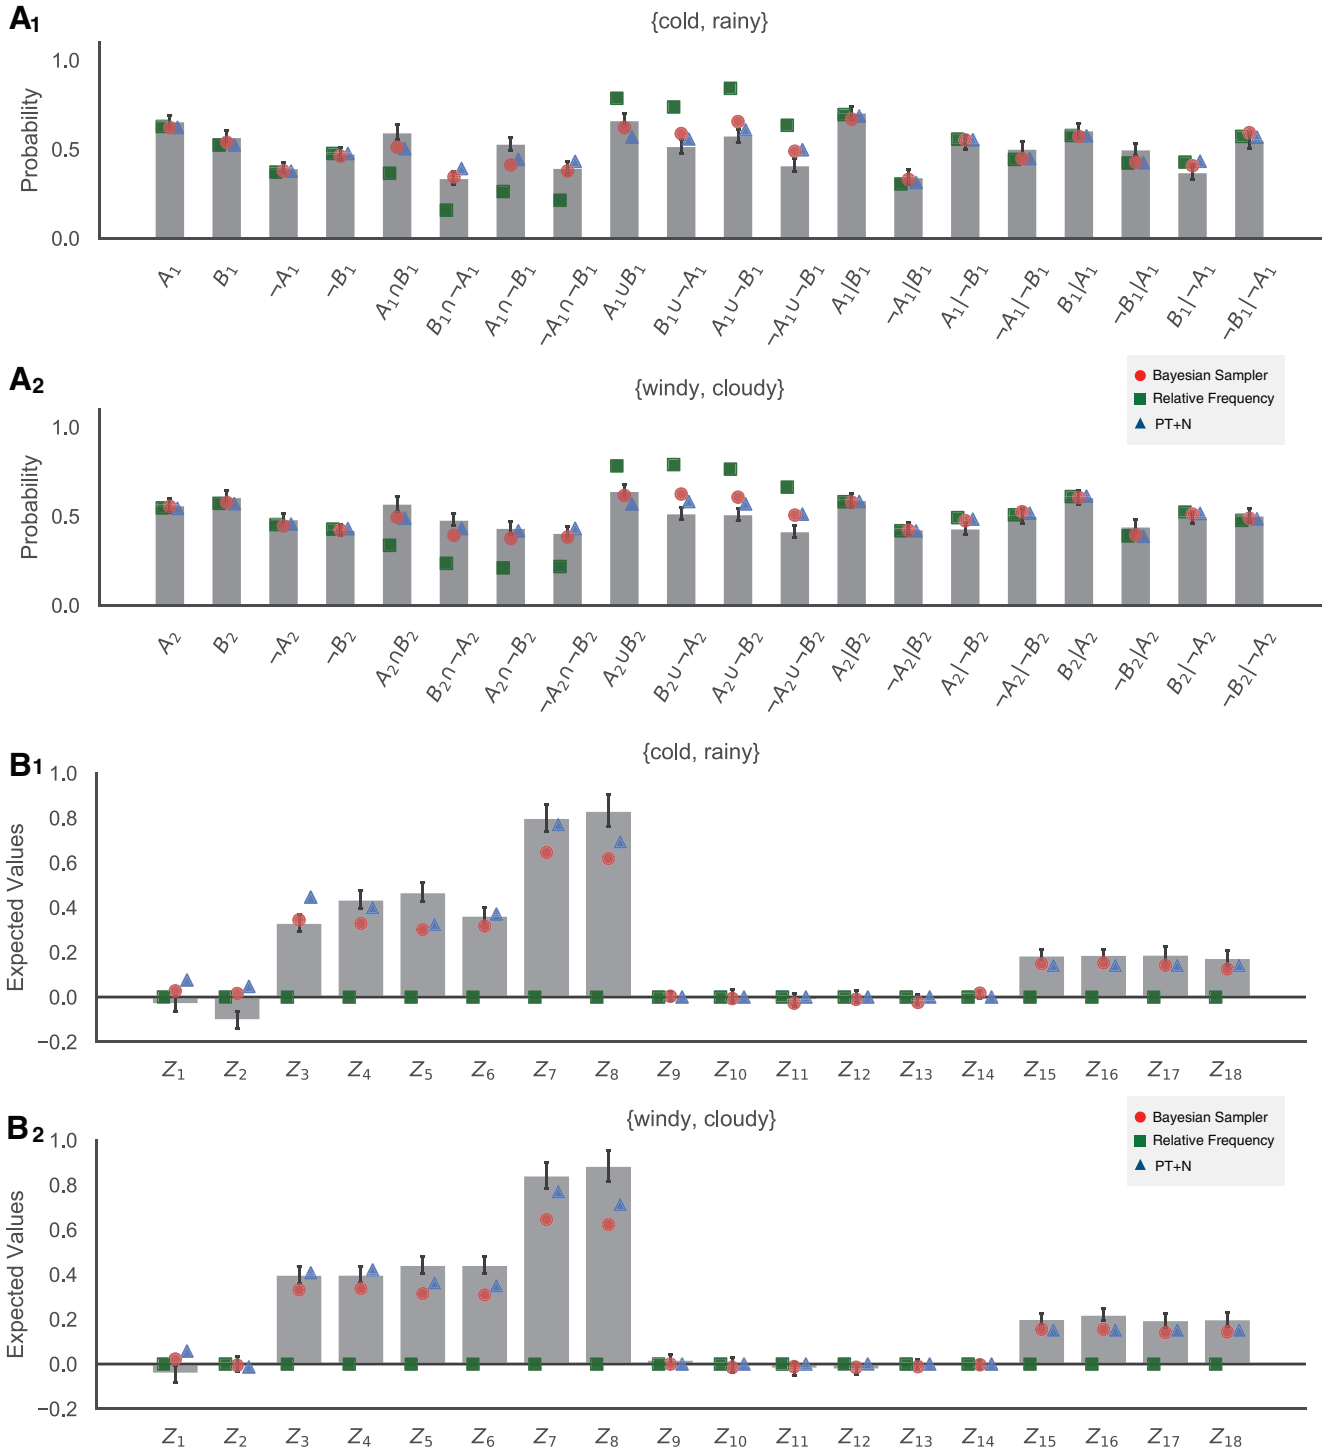 A₁
{cold, rainy}
Probability
1.0
0.5
0.0
A₁ B₁ ¬A₁ ¬B₁ A₁∩B₁ B₁∩¬A₁ A₁∩¬B₁ ¬A₁∩¬B₁ A₁∪B₁ B₁∪¬A₁ A₁∪¬B₁ ¬A₁∪¬B₁ A₁|B₁ ¬A₁|B₁ A₁|¬B₁ ¬A₁|¬B₁ B₁|A₁ ¬B₁|A₁ B₁|¬A₁ ¬B₁|¬A₁
A₂
{windy, cloudy}
Bayesian Sampler
Relative Frequency
PT+N
Probability
1.0
0.5
0.0
A₂ B₂ ¬A₂ ¬B₂ A₂∩B₂ B₂∩¬A₂ A₂∩¬B₂ ¬A₂∩¬B₂ A₂∪B₂ B₂∪¬A₂ A₂∪¬B₂ ¬A₂∪¬B₂ A₂|B₂ ¬A₂|B₂ A₂|¬B₂ ¬A₂|¬B₂ B₂|A₂ ¬B₂|A₂ B₂|¬A₂ ¬B₂|¬A₂
B₁
{cold, rainy}
Expected Values
1.0
0.8
0.6
0.4
0.2
0.0
−0.2
Z₁ Z₂ Z₃ Z₄ Z₅ Z₆ Z₇ Z₈ Z₉ Z₁₀ Z₁₁ Z₁₂ Z₁₃ Z₁₄ Z₁₅ Z₁₆ Z₁₇ Z₁₈
B₂
{windy, cloudy}
Bayesian Sampler
Relative Frequency
PT+N
Expected Values
1.0
0.8
0.6
0.4
0.2
0.0
−0.2
Z₁ Z₂ Z₃ Z₄ Z₅ Z₆ Z₇ Z₈ Z₉ Z₁₀ Z₁₁ Z₁₂ Z₁₃ Z₁₄ Z₁₅ Z₁₆ Z₁₇ Z₁₈